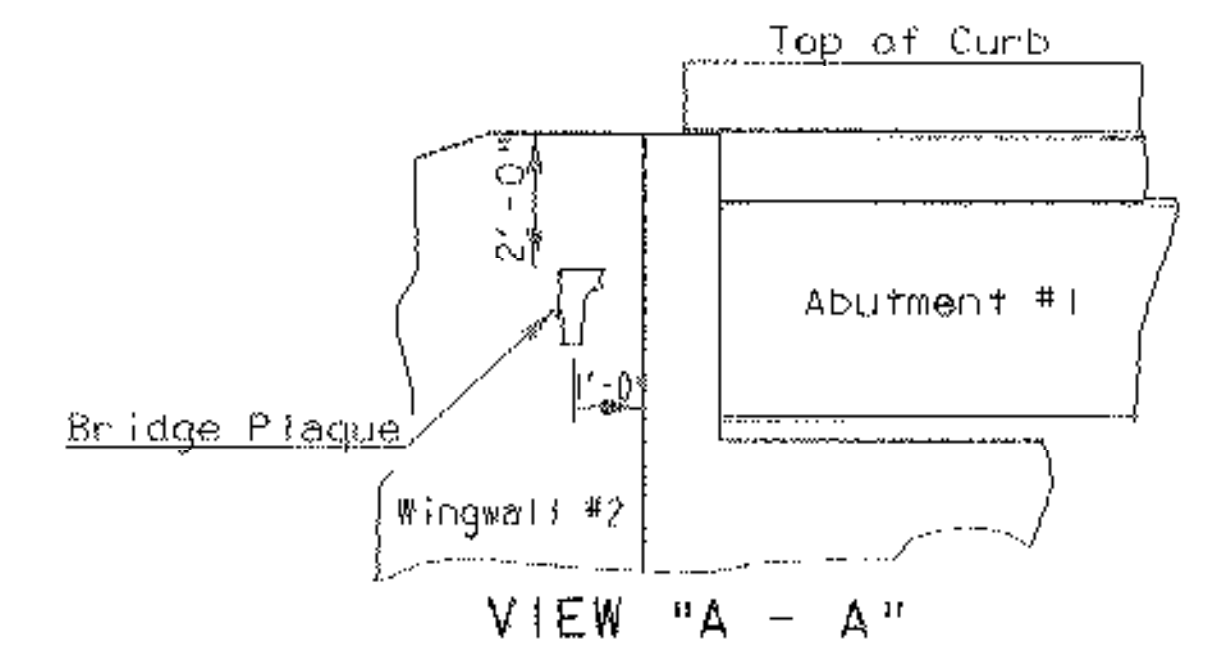 Top of Curb
2'-0"
Abutment #1
1'-0"
Bridge Plaque
Wingwall #2
VIEW "A - A"